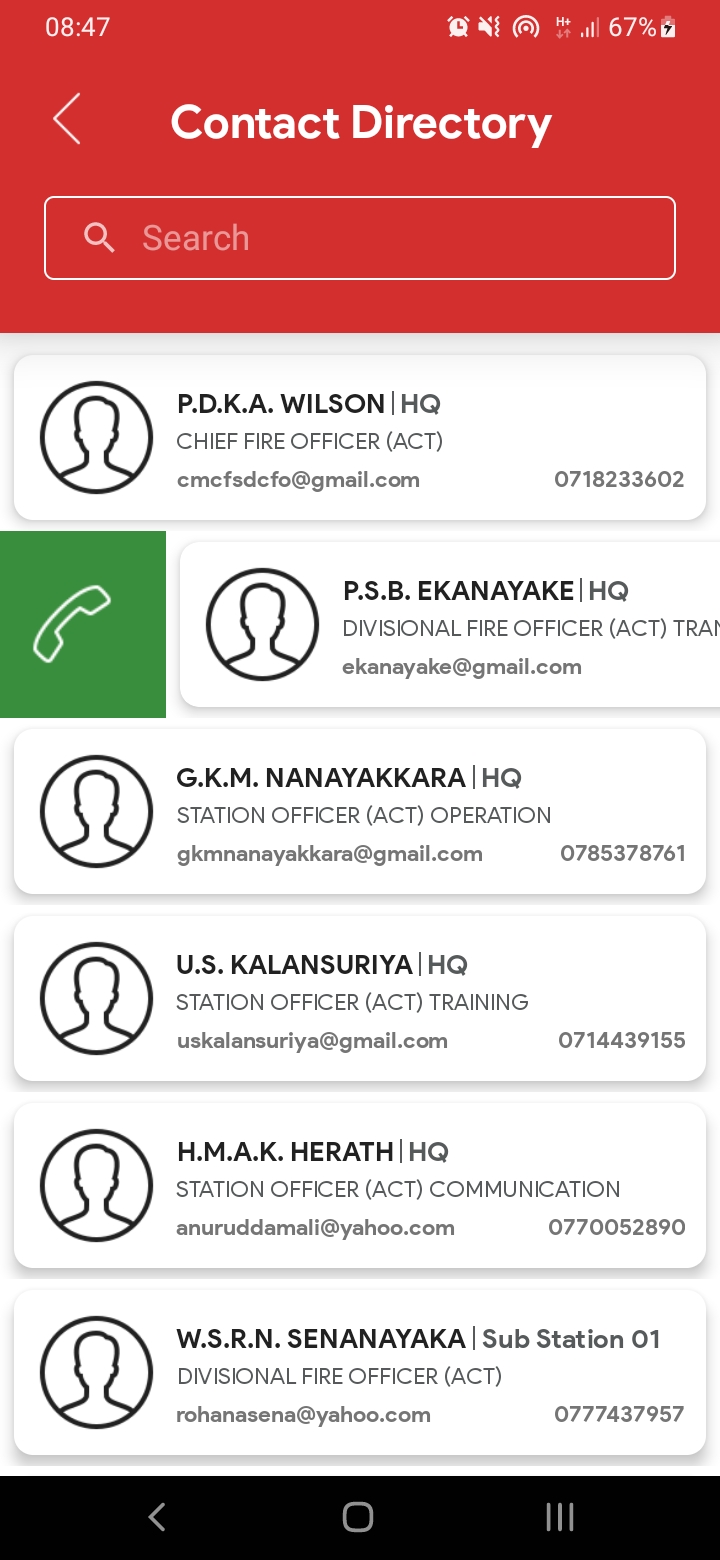 08:47 H+ 67%
Contact Directory
Search
P.D.K.A. WILSON | HQ
CHIEF FIRE OFFICER (ACT)
cmcfsdcfo@gmail.com 0718233602
P.S.B. EKANAYAKE | HQ
DIVISIONAL FIRE OFFICER (ACT)
ekanayake@gmail.com
G.K.M. NANAYAKKARA | HQ
STATION OFFICER (ACT) OPERATION
gkmnanayakkara@gmail.com 0785378761
U.S. KALANSURIYA | HQ
STATION OFFICER (ACT) TRAINING
uskalansuriya@gmail.com 0714439155
H.M.A.K. HERATH | HQ
STATION OFFICER (ACT) COMMUNICATION
anuruddamali@yahoo.com 0770052890
W.S.R.N. SENANAYAKA | Sub Station 01
DIVISIONAL FIRE OFFICER (ACT)
rohanasena@yahoo.com 0777437957